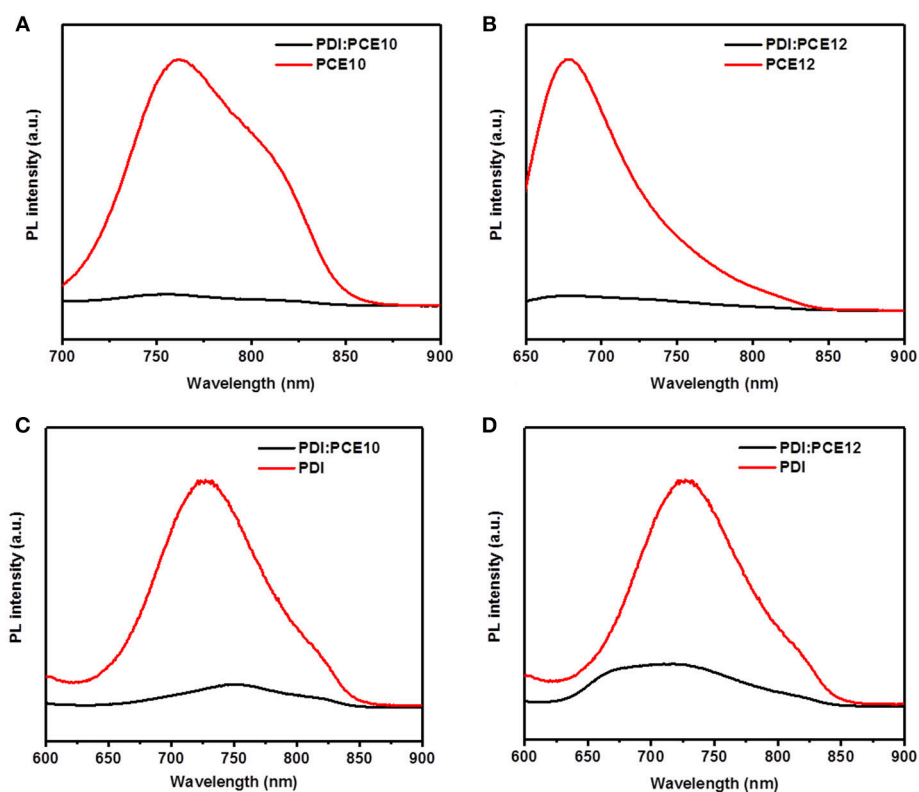 A
PDI:PCE10
PCE10
PL intensity (a.u.)
700 750 800 850 900
Wavelength (nm)
B
PDI:PCE12
PCE12
PL intensity (a.u.)
650 700 750 800 850 900
Wavelength (nm)
C
PDI:PCE10
PDI
PL intensity (a.u.)
600 650 700 750 800 850 900
Wavelength (nm)
D
PDI:PCE12
PDI
PL intensity (a.u.)
600 650 700 750 800 850 900
Wavelength (nm)